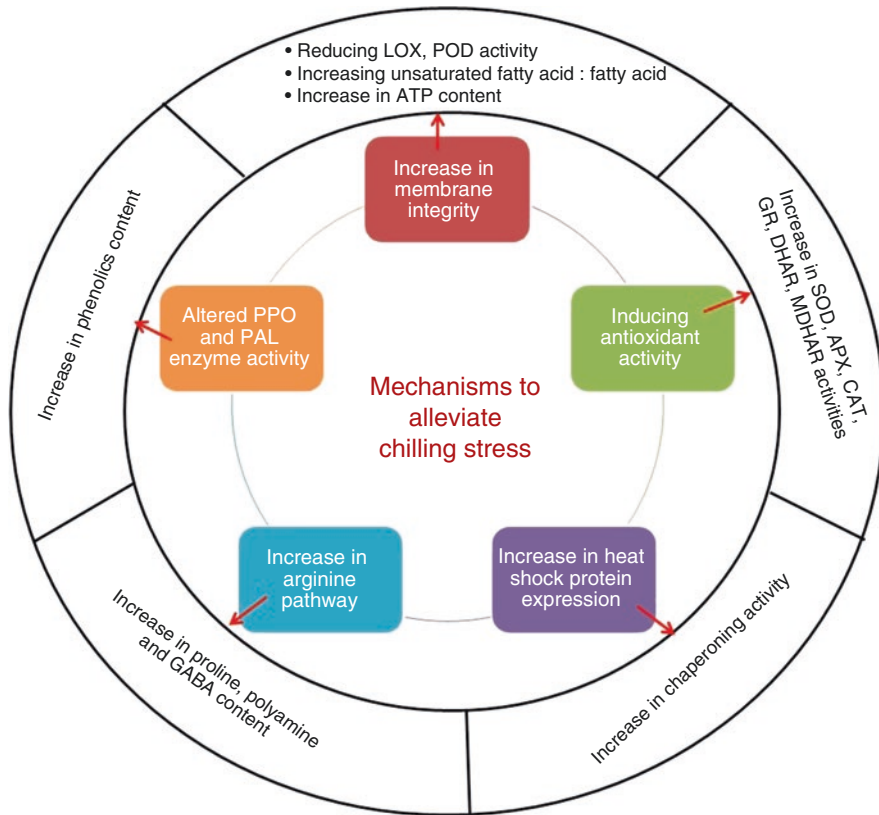 • Reducing LOX, POD activity
• Increasing unsaturated fatty acid : fatty acid
• Increase in ATP content
Increase in
membrane
integrity
Increase in phenolics content
Altered PPO
and PAL
enzyme activity
Inducing
antioxidant
activity
Increase in SOD, APX, CAT,
GR, DHAR, MDHAR activities
Mechanisms to
alleviate
chilling stress
Increase in
arginine
pathway
Increase in heat
shock protein
expression
Increase in proline, polyamine
and GABA content
Increase in chaperoning activity